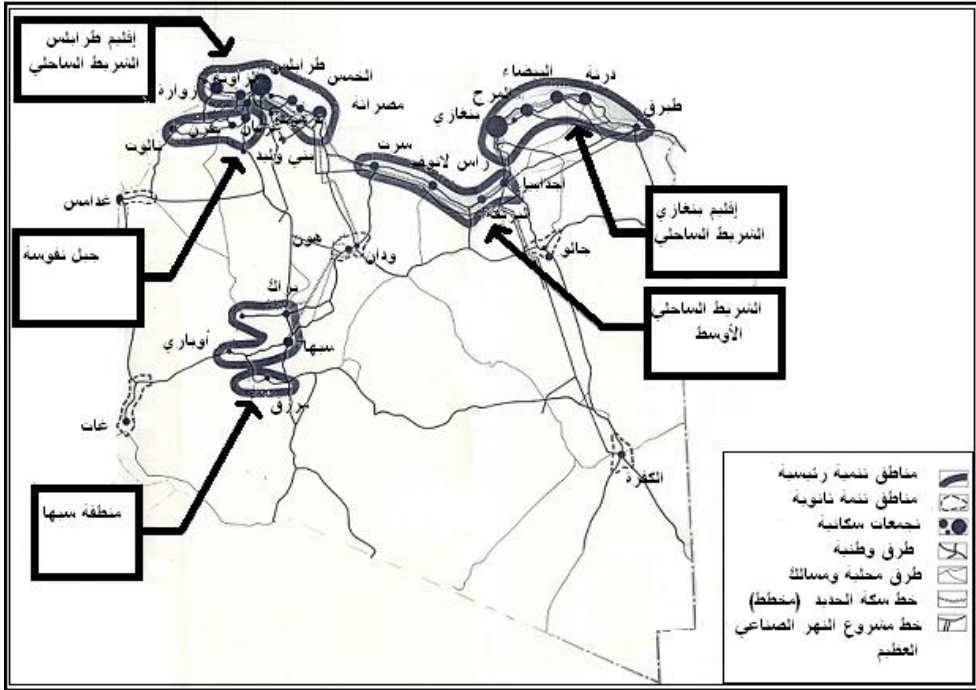 إقليم طرابلس
الشريط الساحلي
طرابلس
الخمس
زوارة
مصراتة
نالوت
بني وليد
غدامس
جبل نفوسة
سرت
راس لانوف
اجدابيا
البريقة
البيضاء
درنة
المرج
طبرق
بنغازي
إقليم بنغازي
الشريط الساحلي
الشريط الساحلي
الأوسط
هون
ودان
جالو
براك
أوباري
سبها
مرزق
غات
منطقة سبها
الكفرة
مناطق تنمية رئيسية
مناطق تنمة ثانوية
تجمعات سكانية
طرق وطنية
طرق محلية ومسالك
خط سكة الحديد (مخطط)
خط مشروع النهر الصناعي
العظيم